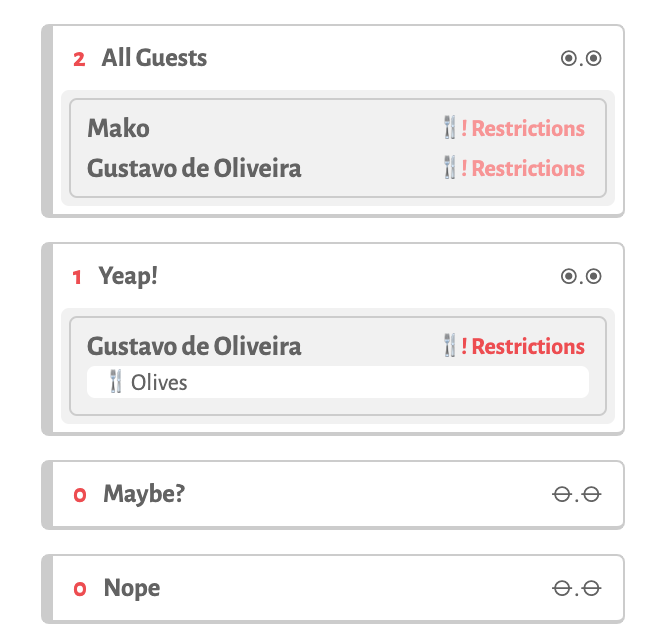 2 All Guests ◉.◉
Mako 🍴! Restrictions
Gustavo de Oliveira 🍴! Restrictions
1 Yeap! ◉.◉
Gustavo de Oliveira 🍴! Restrictions
🍴 Olives
0 Maybe? ⦵.⦵
0 Nope ⦵.⦵